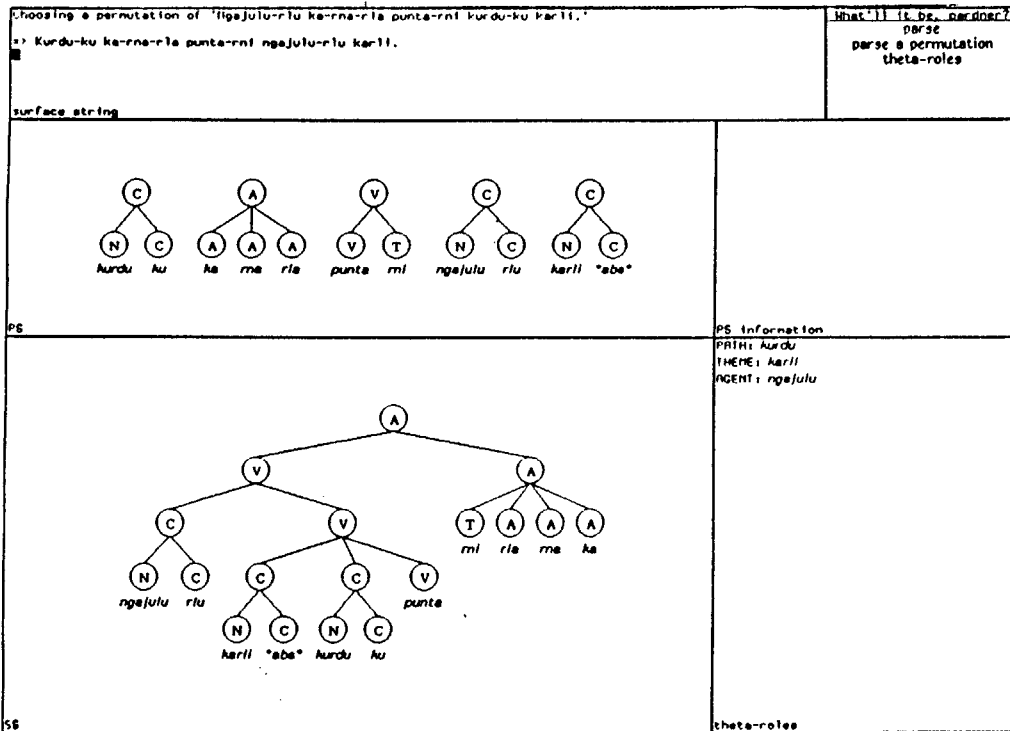 Choosing a permutation of 'Ngajulu-rlu ka-rna-rla punta-rni kurdu-ku karli.'
=> Kurdu-ku ka-rna-rla punta-rni ngajulu-rlu karli.
surface string
What'll it be, pardner?
parse
parse a permutation
theta-roles
C A V C C
N C A A A V T N C N C
kurdu ku ka rna rla punta rni ngajulu rlu karli *abs*
PS
PS information
PATH: kurdu
THEME: karli
AGENT: ngajulu
A
V A
C V T A A A
rni rla rna ka
N C C C V
ngajulu rlu punta
N C N C
karli *abs* kurdu ku
SS
theta-roles